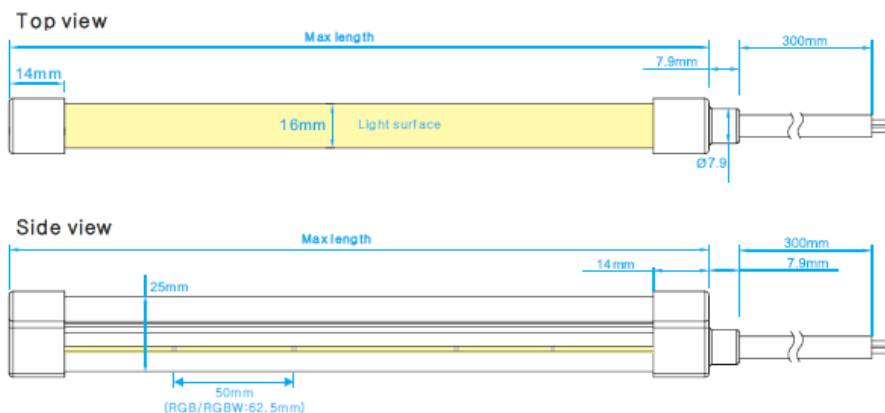 Top view
Max length
300mm
7.9mm
14mm
16mm
Light surface
Ø7.9
Side view
Max length
300mm
14mm
7.9mm
25mm
50mm
(RGB/RGBW:62.5mm)